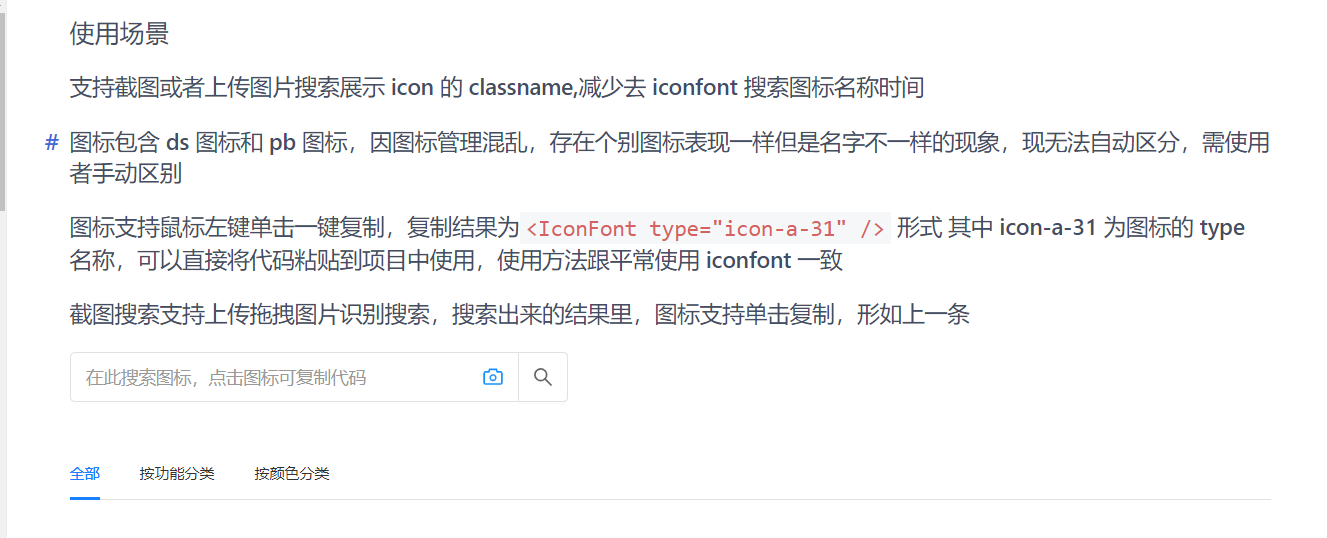 使用场景
支持截图或者上传图片搜索展示 icon 的 classname,减少去 iconfont 搜索图标名称时间
# 图标包含 ds 图标和 pb 图标，因图标管理混乱，存在个别图标表现一样但是名字不一样的现象，现无法自动区分，需使用
者手动区别
图标支持鼠标左键单击一键复制，复制结果为 <IconFont type="icon-a-31" /> 形式 其中 icon-a-31 为图标的 type
名称，可以直接将代码粘贴到项目中使用，使用方法跟平常使用 iconfont 一致
截图搜索支持上传拖拽图片识别搜索，搜索出来的结果里，图标支持单击复制，形如上一条
在此搜索图标，点击图标可复制代码
全部 按功能分类 按颜色分类